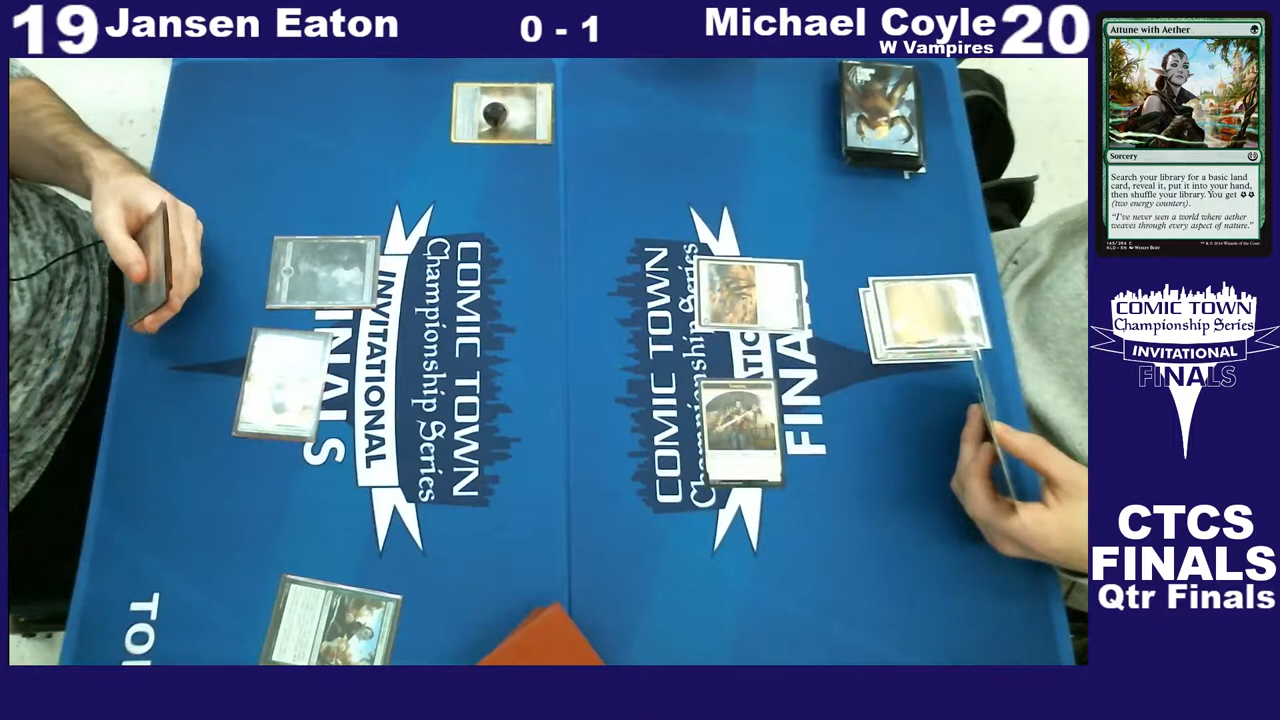 19 Jansen Eaton
0 - 1
Michael Coyle 20
W Vampires
Attune with Aether
Sorcery
Search your library for a basic land
card, reveal it, put it into your hand,
then shuffle your library. You get
(two energy counters).
"I've never seen a world where aether
weaves through every aspect of nature."
COMIC TOWN
Championship Series
INVITATIONAL
FINALS
CTCS
FINALS
Qtr Finals
COMIC TOWN
Championship Series
INVITATIONAL
FINALS
COMIC TOWN
Championship Series
FINA
TO